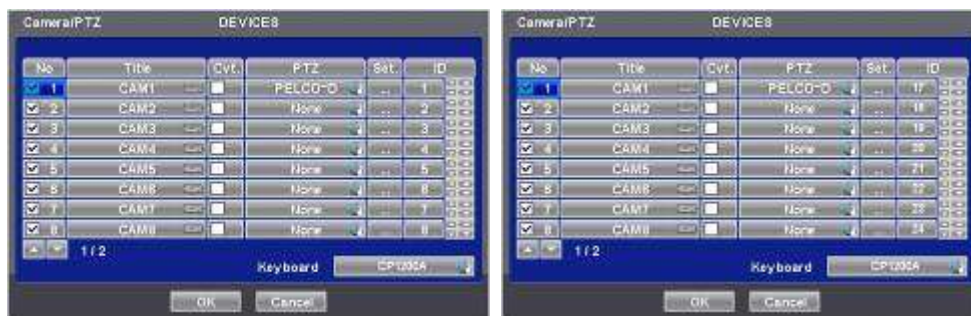 Camera/PTZ DEVICES
No Title Cvt. PTZ Set. ID
1 CAM1 PELCO-D .. 1
2 CAM2 None .. 2
3 CAM3 None .. 3
4 CAM4 None .. 4
5 CAM5 None .. 5
6 CAM6 None .. 6
7 CAM7 None .. 7
8 CAM8 None .. 8
1 / 2
Keyboard CP1200A
OK Cancel
Camera/PTZ DEVICES
No Title Cvt. PTZ Set. ID
1 CAM1 PELCO-D .. 17
2 CAM2 None .. 18
3 CAM3 None .. 19
4 CAM4 None .. 20
5 CAM5 None .. 21
6 CAM6 None .. 22
7 CAM7 None .. 23
8 CAM8 None .. 24
1 / 2
Keyboard CP1200A
OK Cancel